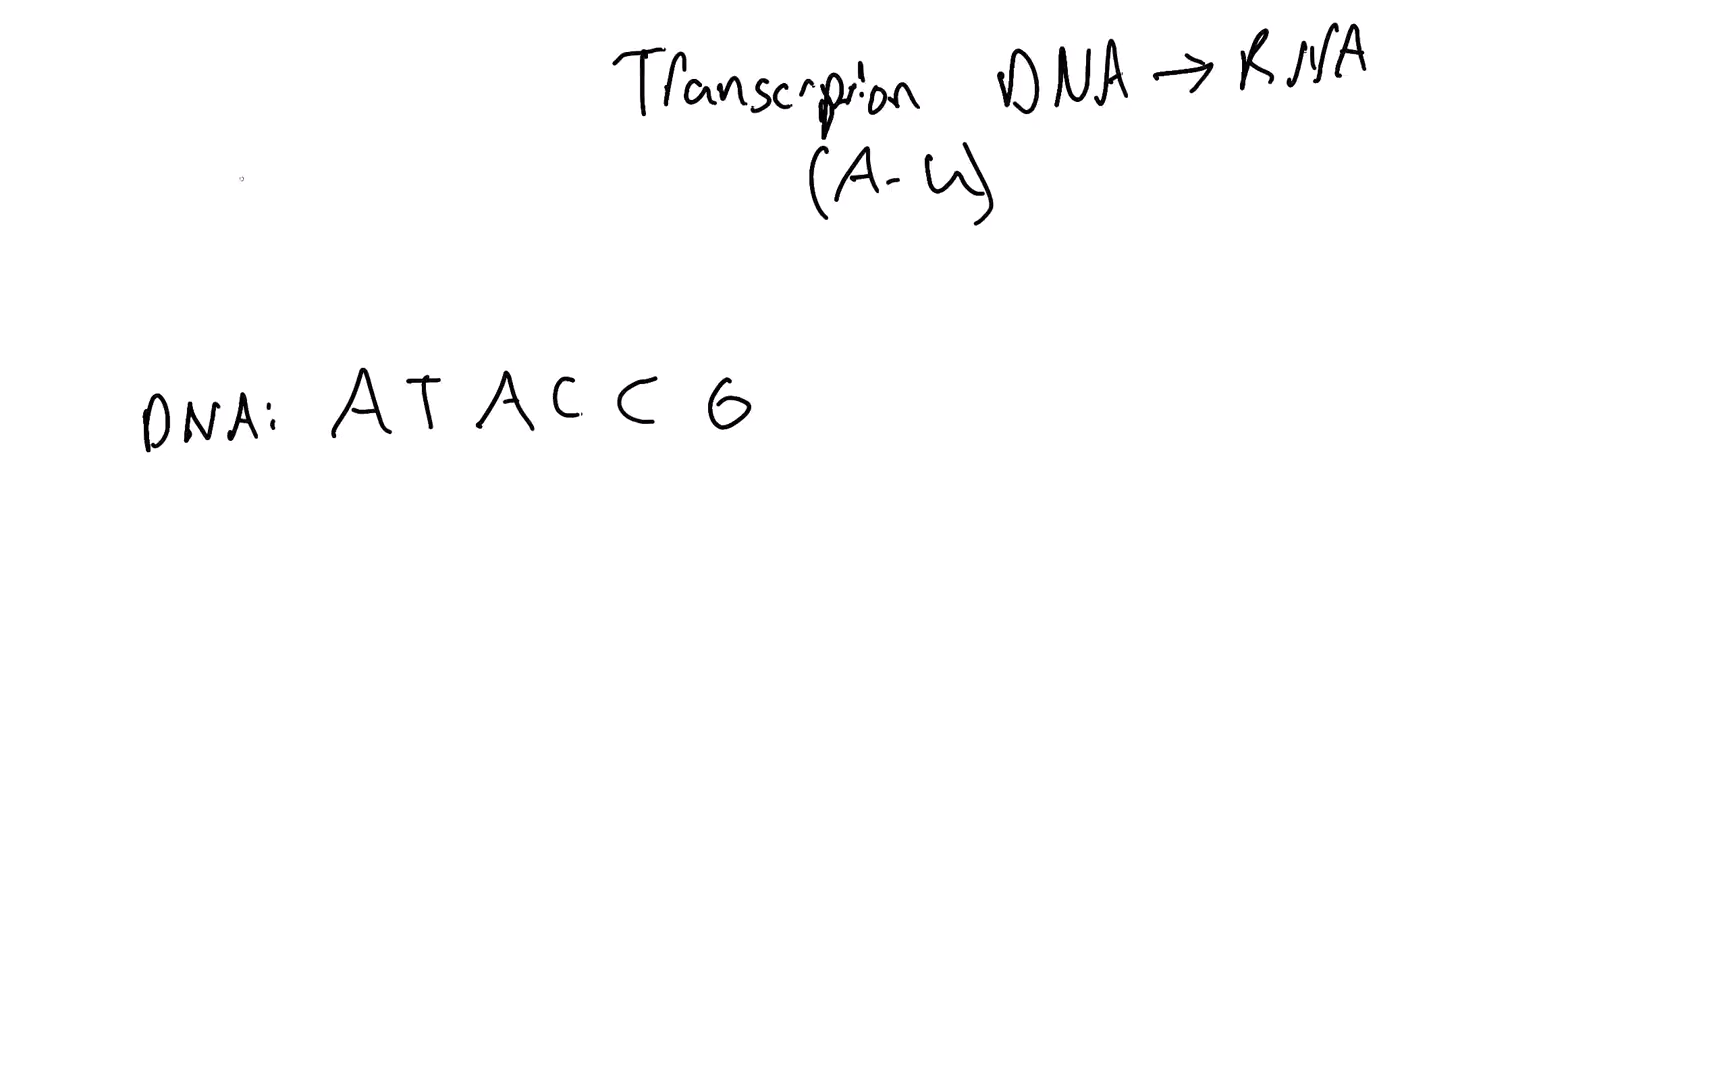 Transcription DNA → RNA
(A-U)
DNA: A T A C C G